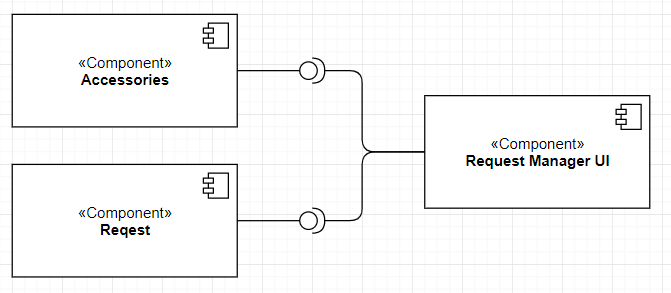 «Component»
Accessories
«Component»
Request Manager UI
«Component»
Reqest